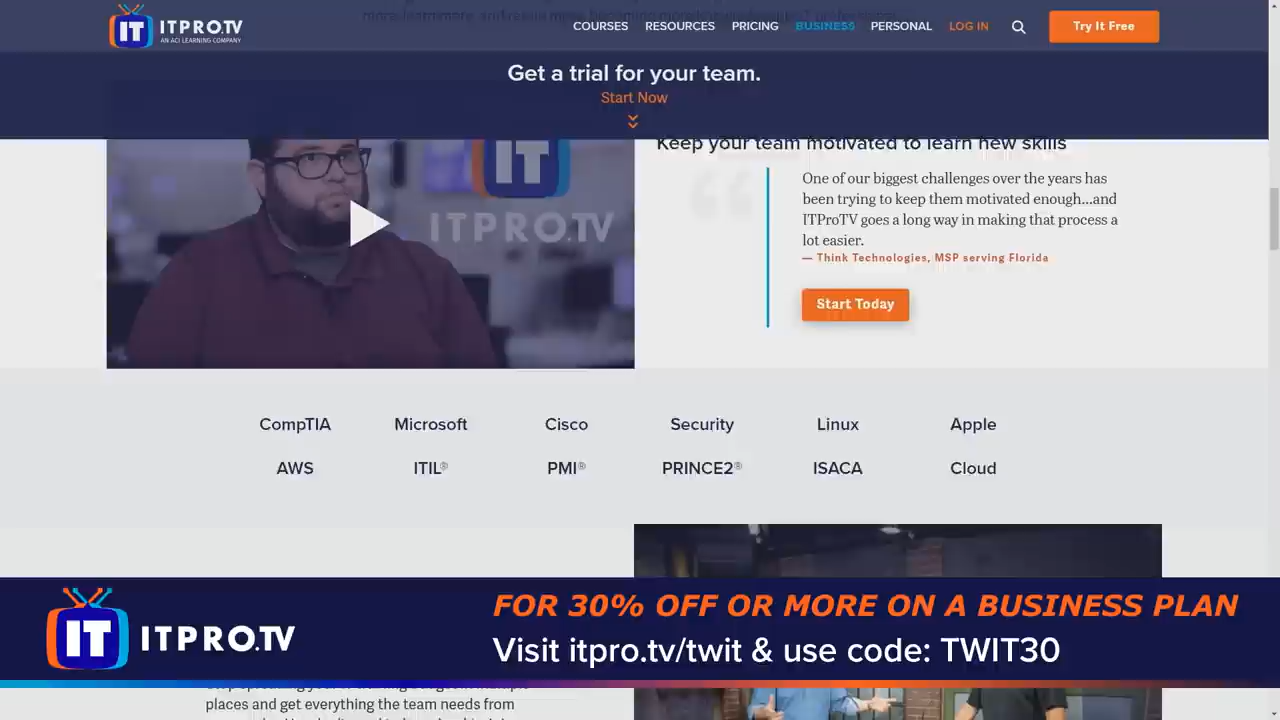 IT
ITPRO.TV
AN ACI LEARNING COMPANY
COURSES
RESOURCES
PRICING
BUSINESS
PERSONAL
LOG IN
Try It Free
Get a trial for your team.
Start Now
IT
ITPRO.TV
Keep your team motivated to learn new skills
One of our biggest challenges over the years has
been trying to keep them motivated enough...and
ITProTV goes a long way in making that process a
lot easier.
— Think Technologies, MSP serving Florida
Start Today
CompTIA
Microsoft
Cisco
Security
Linux
Apple
AWS
ITIL®
PMI®
PRINCE2®
ISACA
Cloud
IT
ITPRO.TV
FOR 30% OFF OR MORE ON A BUSINESS PLAN
Visit itpro.tv/twit & use code: TWIT30
places and get everything the team needs from